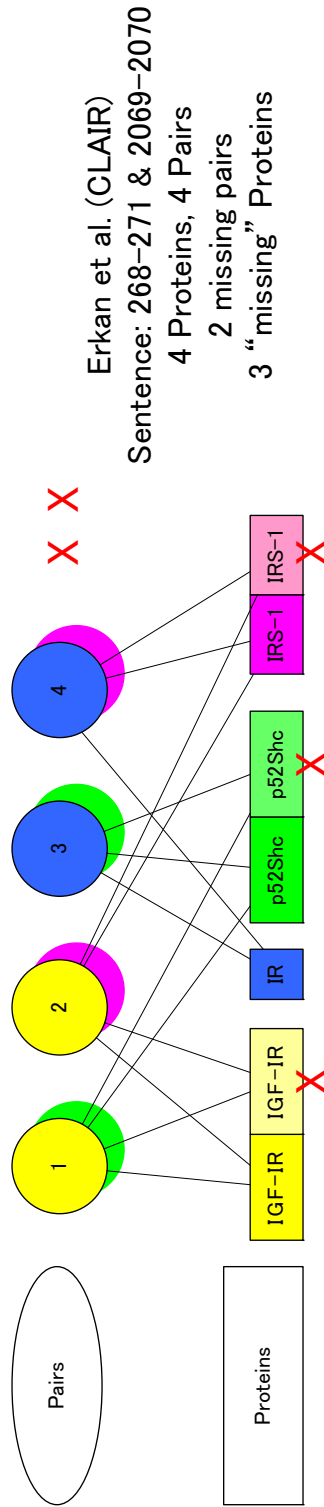 Pairs
1
2
3
4
X X
Erkan et al. (CLAIR)
Sentence: 268-271 & 2069-2070
4 Proteins, 4 Pairs
2 missing pairs
3 “missing” Proteins
Proteins
IGF-IR
IGF-IR
X
IR
p52Shc
p52Shc
X
IRS-1
IRS-1
X